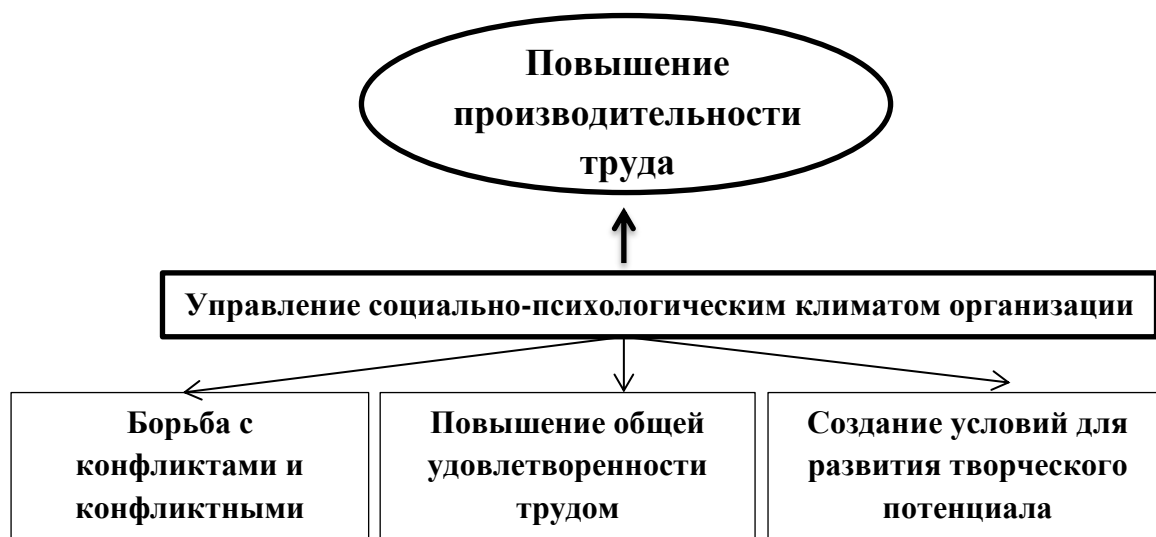 Повышение
производительности
труда
Управление социально-психологическим климатом организации
Борьба с
конфликтами и
конфликтными
Повышение общей
удовлетворенности
трудом
Создание условий для
развития творческого
потенциала